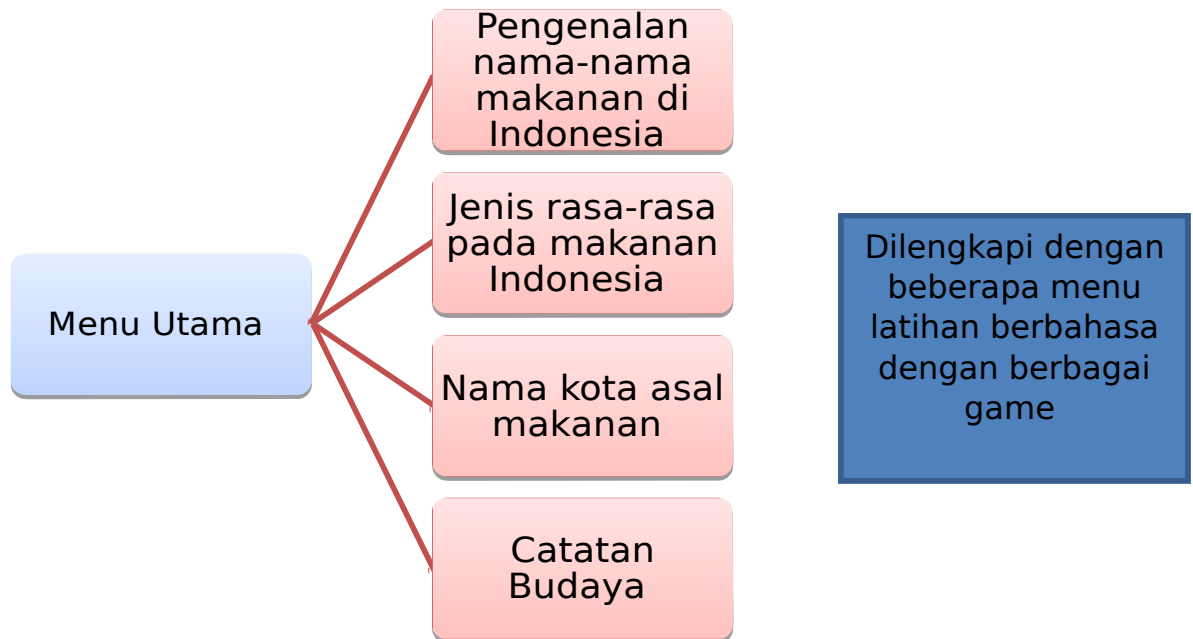 Menu Utama
Pengenalan
nama-nama
makanan di
Indonesia
Jenis rasa-rasa
pada makanan
Indonesia
Nama kota asal
makanan
Catatan
Budaya
Dilengkapi dengan
beberapa menu
latihan berbahasa
dengan berbagai
game